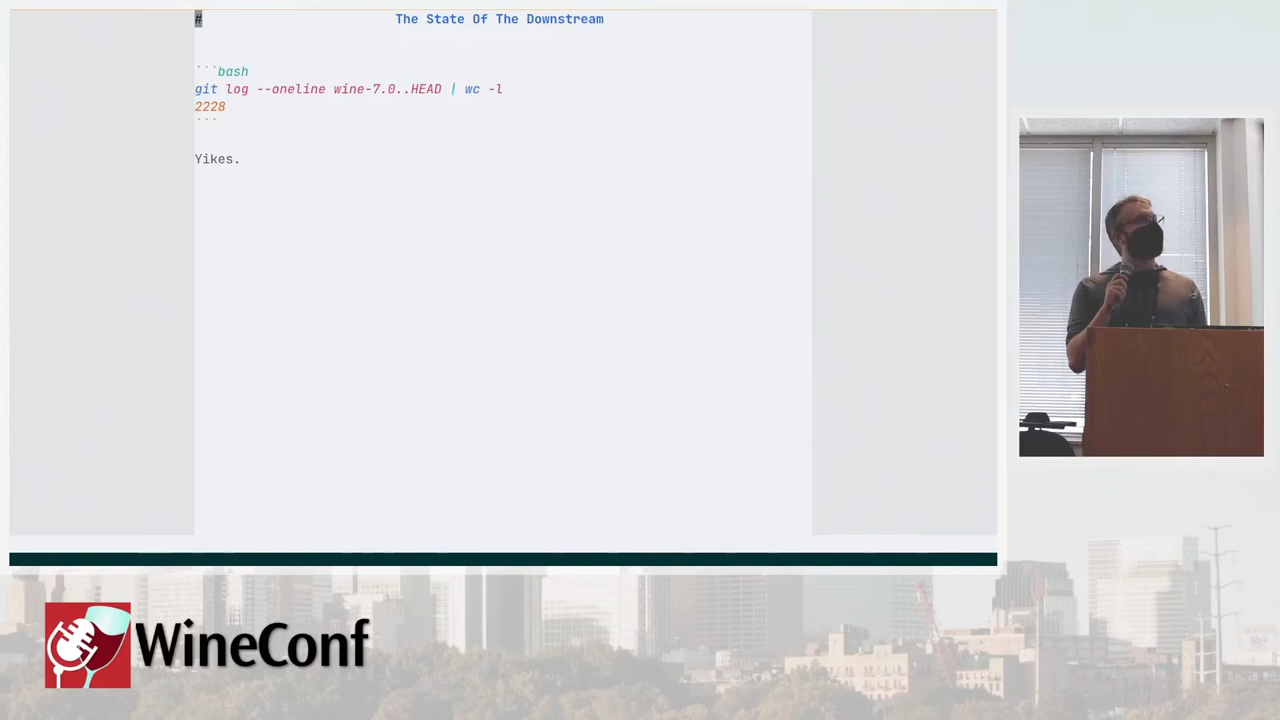 # The State Of The Downstream
```bash
git log --oneline wine-7.0..HEAD | wc -l
2228
```
Yikes.
WineConf